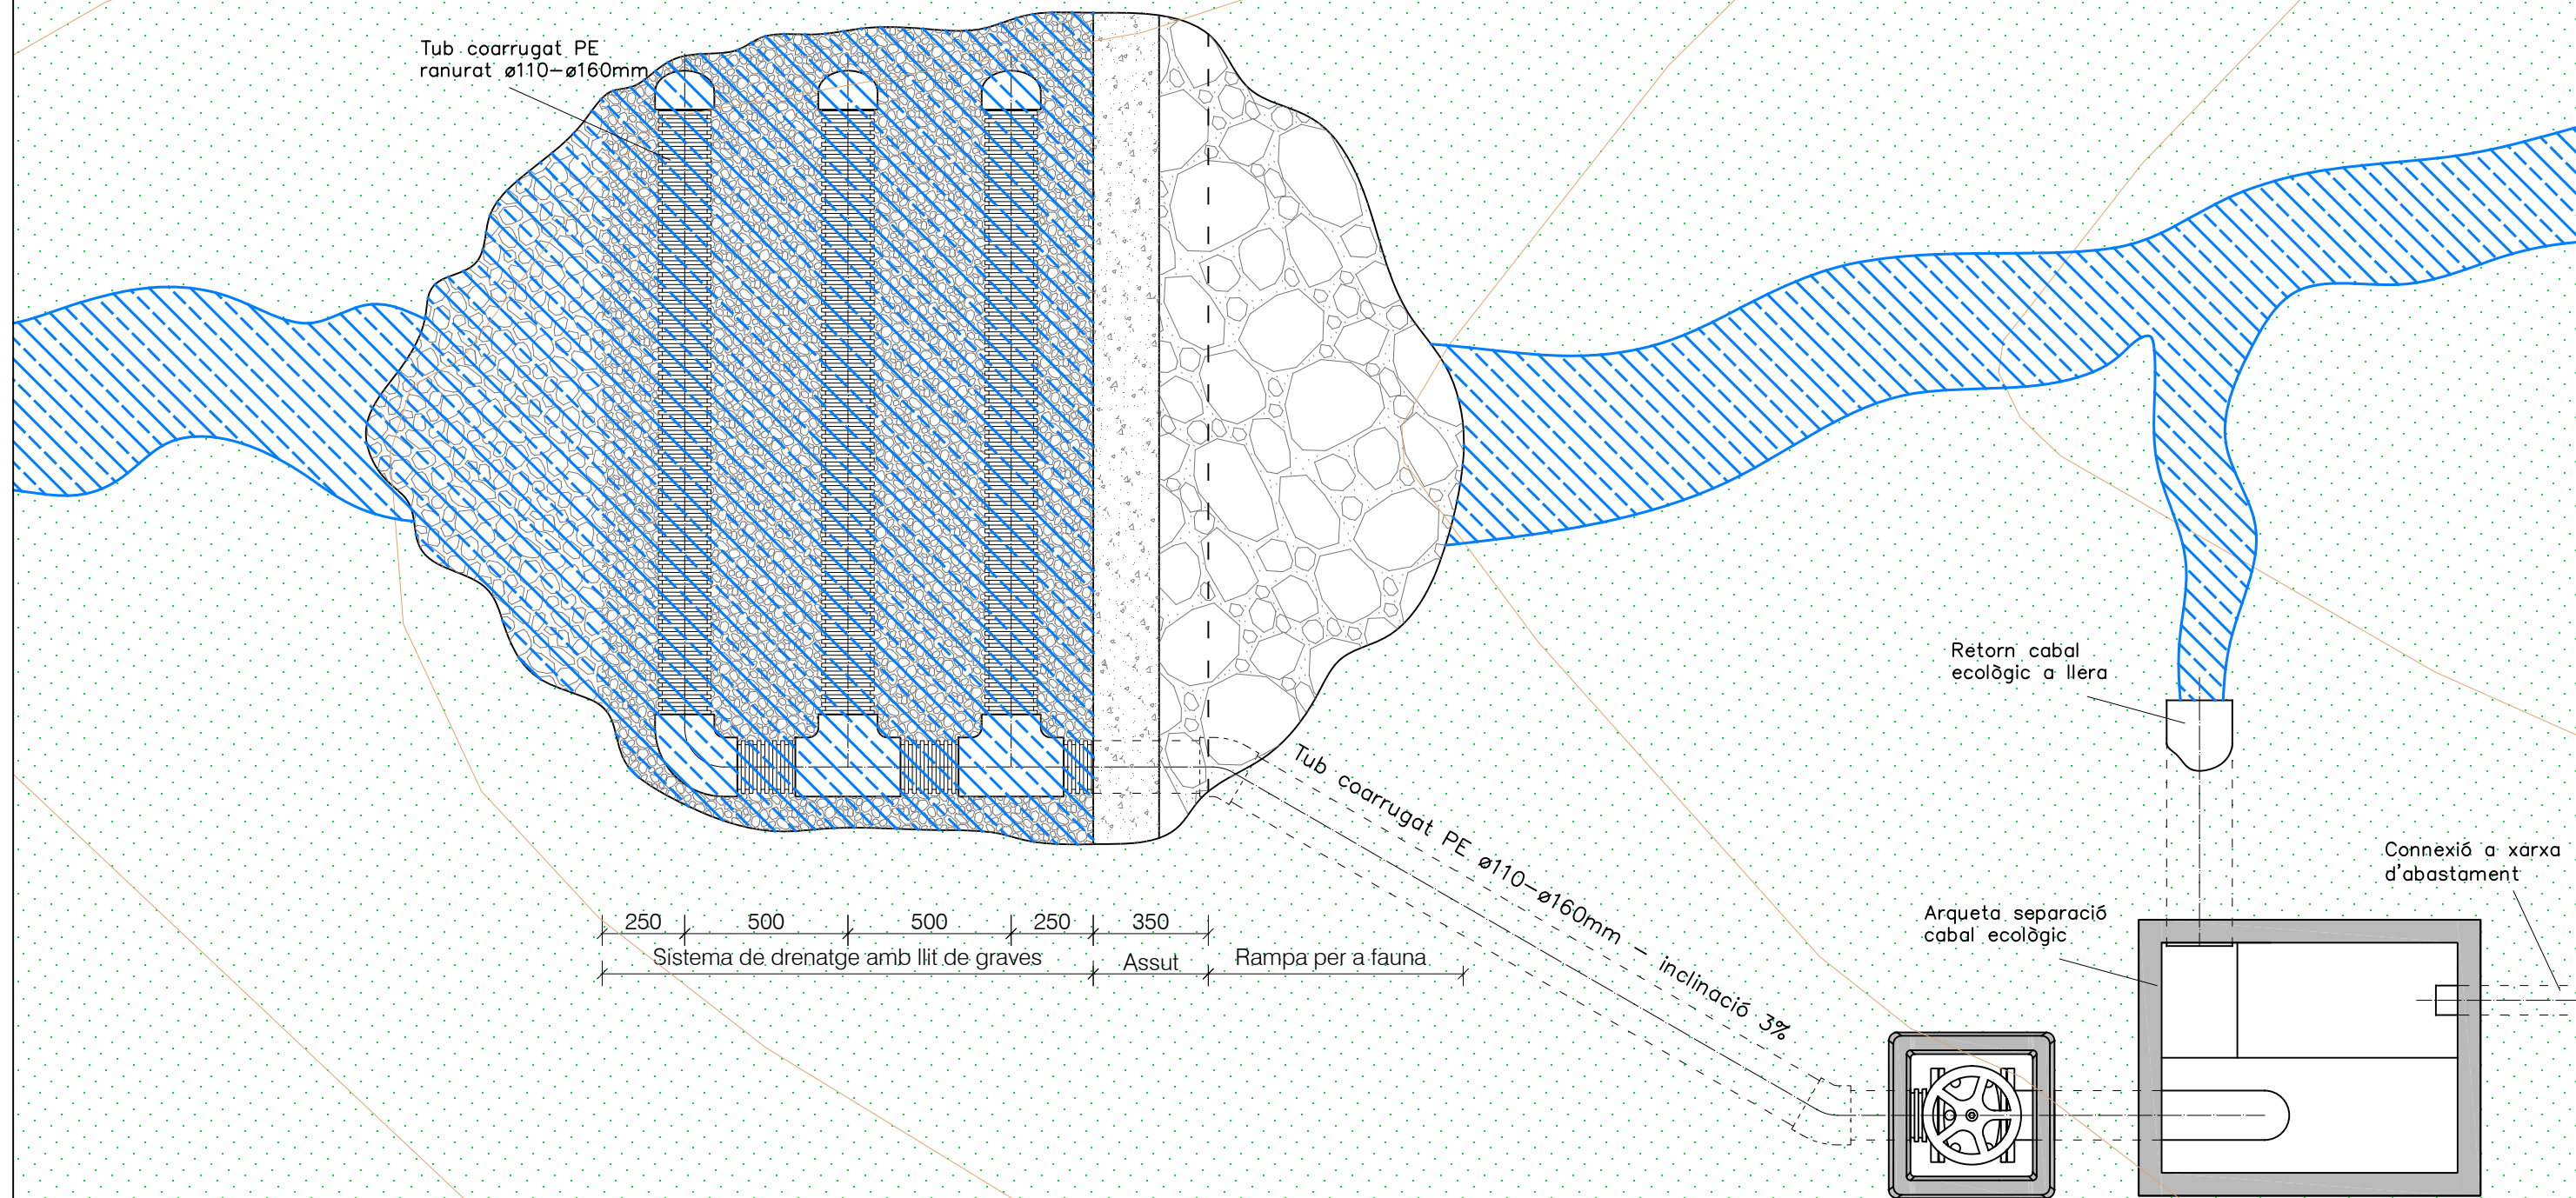 Tub coarrugat PE
ranurat ø110-ø160mm
Retorn cabal
ecològic a llera
Tub coarrugat PE ø110-ø160mm - inclinació 3%
Connexió a xarxa
d'abastament
Arqueta separació
cabal ecològic
250 500 500 250 350
Sistema de drenatge amb llit de graves Assut Rampa per a fauna